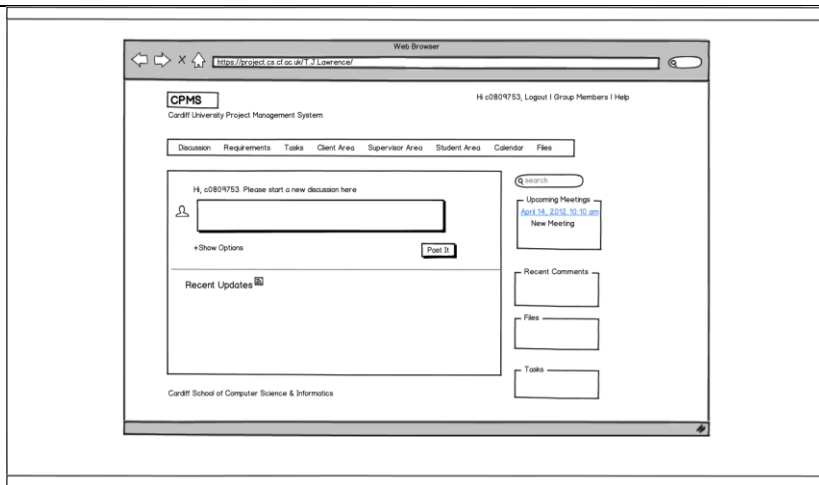 Web Browser
https://project.cs.cf.ac.uk/T.J.Lawrence/
CPMS
Hi c0809753, Logout | Group Members | Help
Cardiff University Project Management System
Discussion Requirements Tasks Client Area Supervisor Area Student Area Calendar Files
Hi, c0809753. Please start a new discussion here
+Show Options
Post It
Recent Updates
search
Upcoming Meetings
April 14, 2012 10:10 am
New Meeting
Recent Comments
Files
Tasks
Cardiff School of Computer Science & Informatics